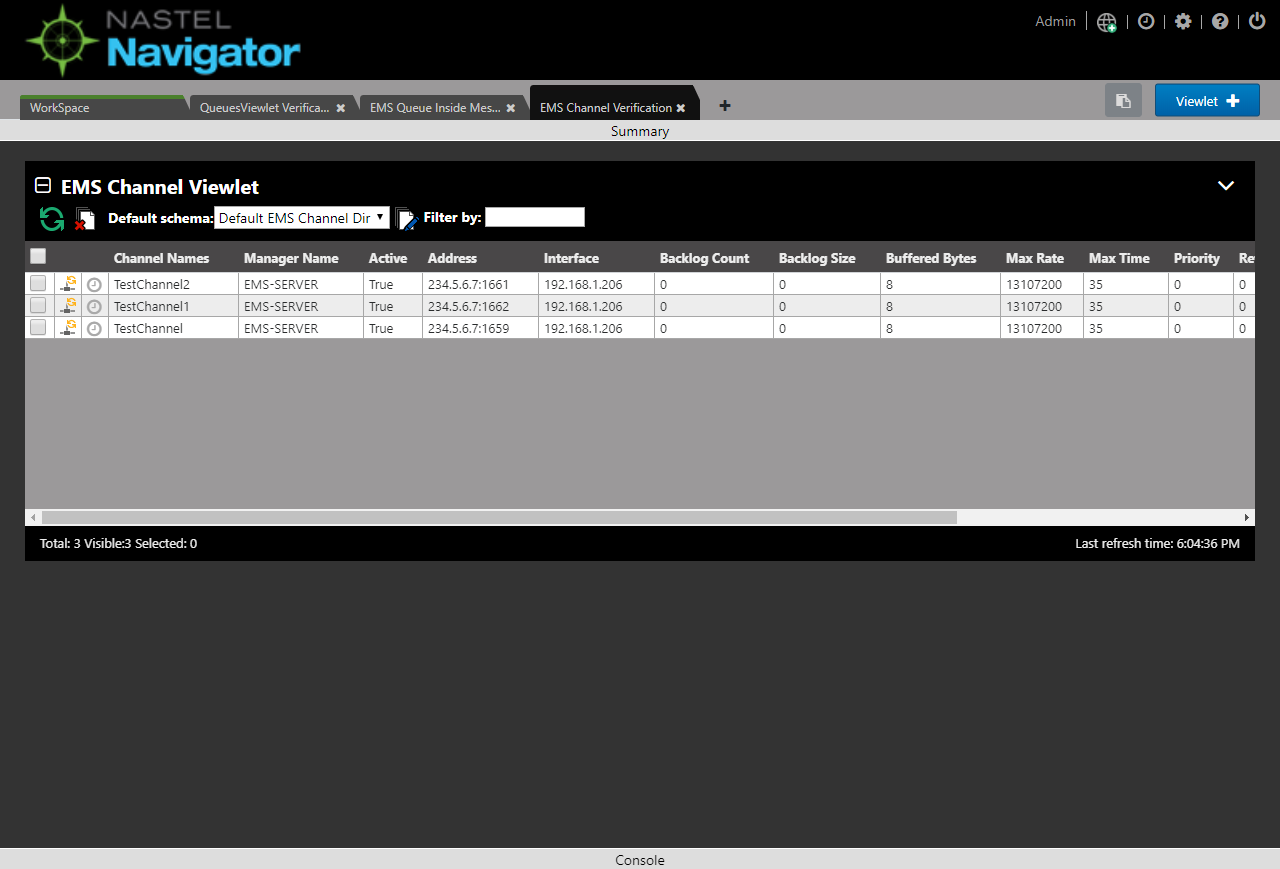 NASTEL
Navigator
Admin
WorkSpace QueuesViewlet Verifica... EMS Queue Inside Mes... EMS Channel Verification Viewlet
Summary
EMS Channel Viewlet
Default schema: Default EMS Channel Dir Filter by:
Channel Names Manager Name Active Address Interface Backlog Count Backlog Size Buffered Bytes Max Rate Max Time Priority Re
TestChannel2 EMS-SERVER True 234.5.6.7:1661 192.168.1.206 0 0 8 13107200 35 0 0
TestChannel1 EMS-SERVER True 234.5.6.7:1662 192.168.1.206 0 0 8 13107200 35 0 0
TestChannel EMS-SERVER True 234.5.6.7:1659 192.168.1.206 0 0 8 13107200 35 0 0
Total: 3 Visible:3 Selected: 0 Last refresh time: 6:04:36 PM
Console